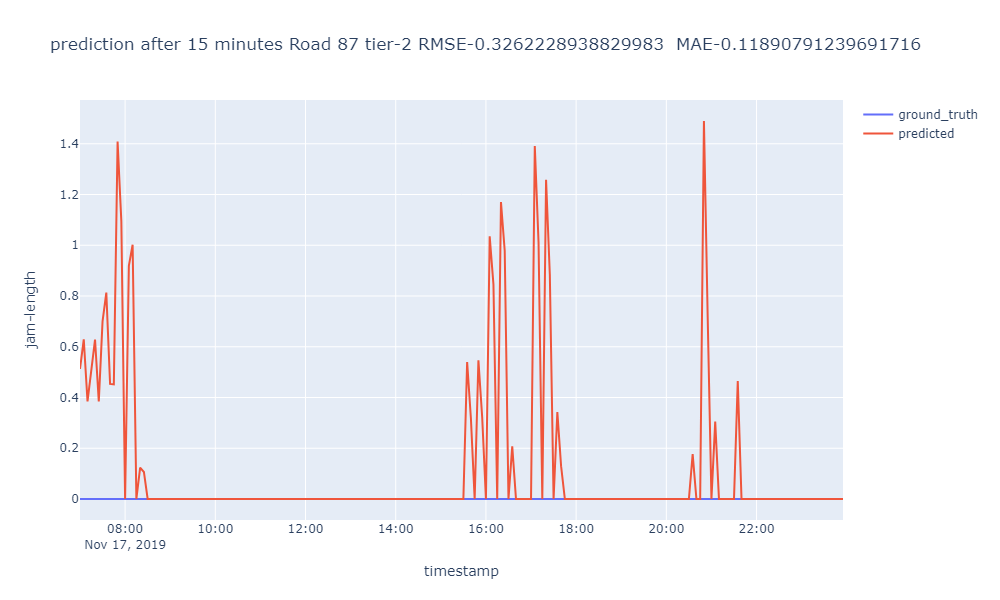 prediction after 15 minutes Road 87 tier-2 RMSE-0.3262228938829983  MAE-0.11890791239691716
ground_truth
predicted
1.4
1.2
1
0.8
0.6
0.4
0.2
0
jam-length
08:00 10:00 12:00 14:00 16:00 18:00 20:00 22:00
Nov 17, 2019
timestamp